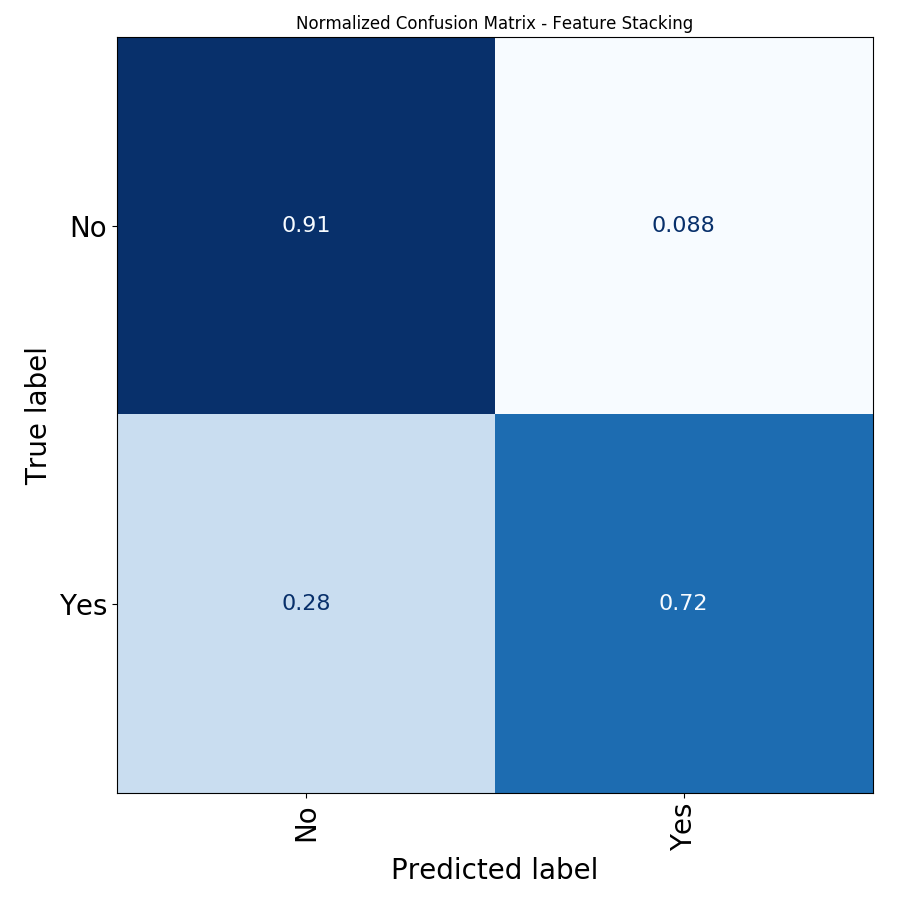 Normalized Confusion Matrix - Feature Stacking
True label
No
0.91
0.088
Yes
0.28
0.72
No
Yes
Predicted label